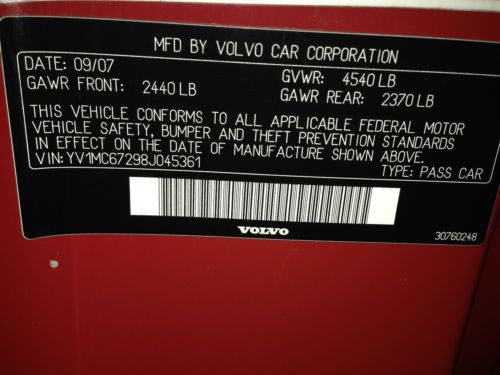 MFD BY VOLVO CAR CORPORATION
DATE: 09/07 GVWR: 4540 LB
GAWR FRONT: 2440 LB GAWR REAR: 2370 LB
THIS VEHICLE CONFORMS TO ALL APPLICABLE FEDERAL MOTOR
VEHICLE SAFETY, BUMPER AND THEFT PREVENTION STANDARDS
IN EFFECT ON THE DATE OF MANUFACTURE SHOWN ABOVE.
VIN: YV1MC67298J045361 TYPE: PASS CAR
VOLVO 30760248